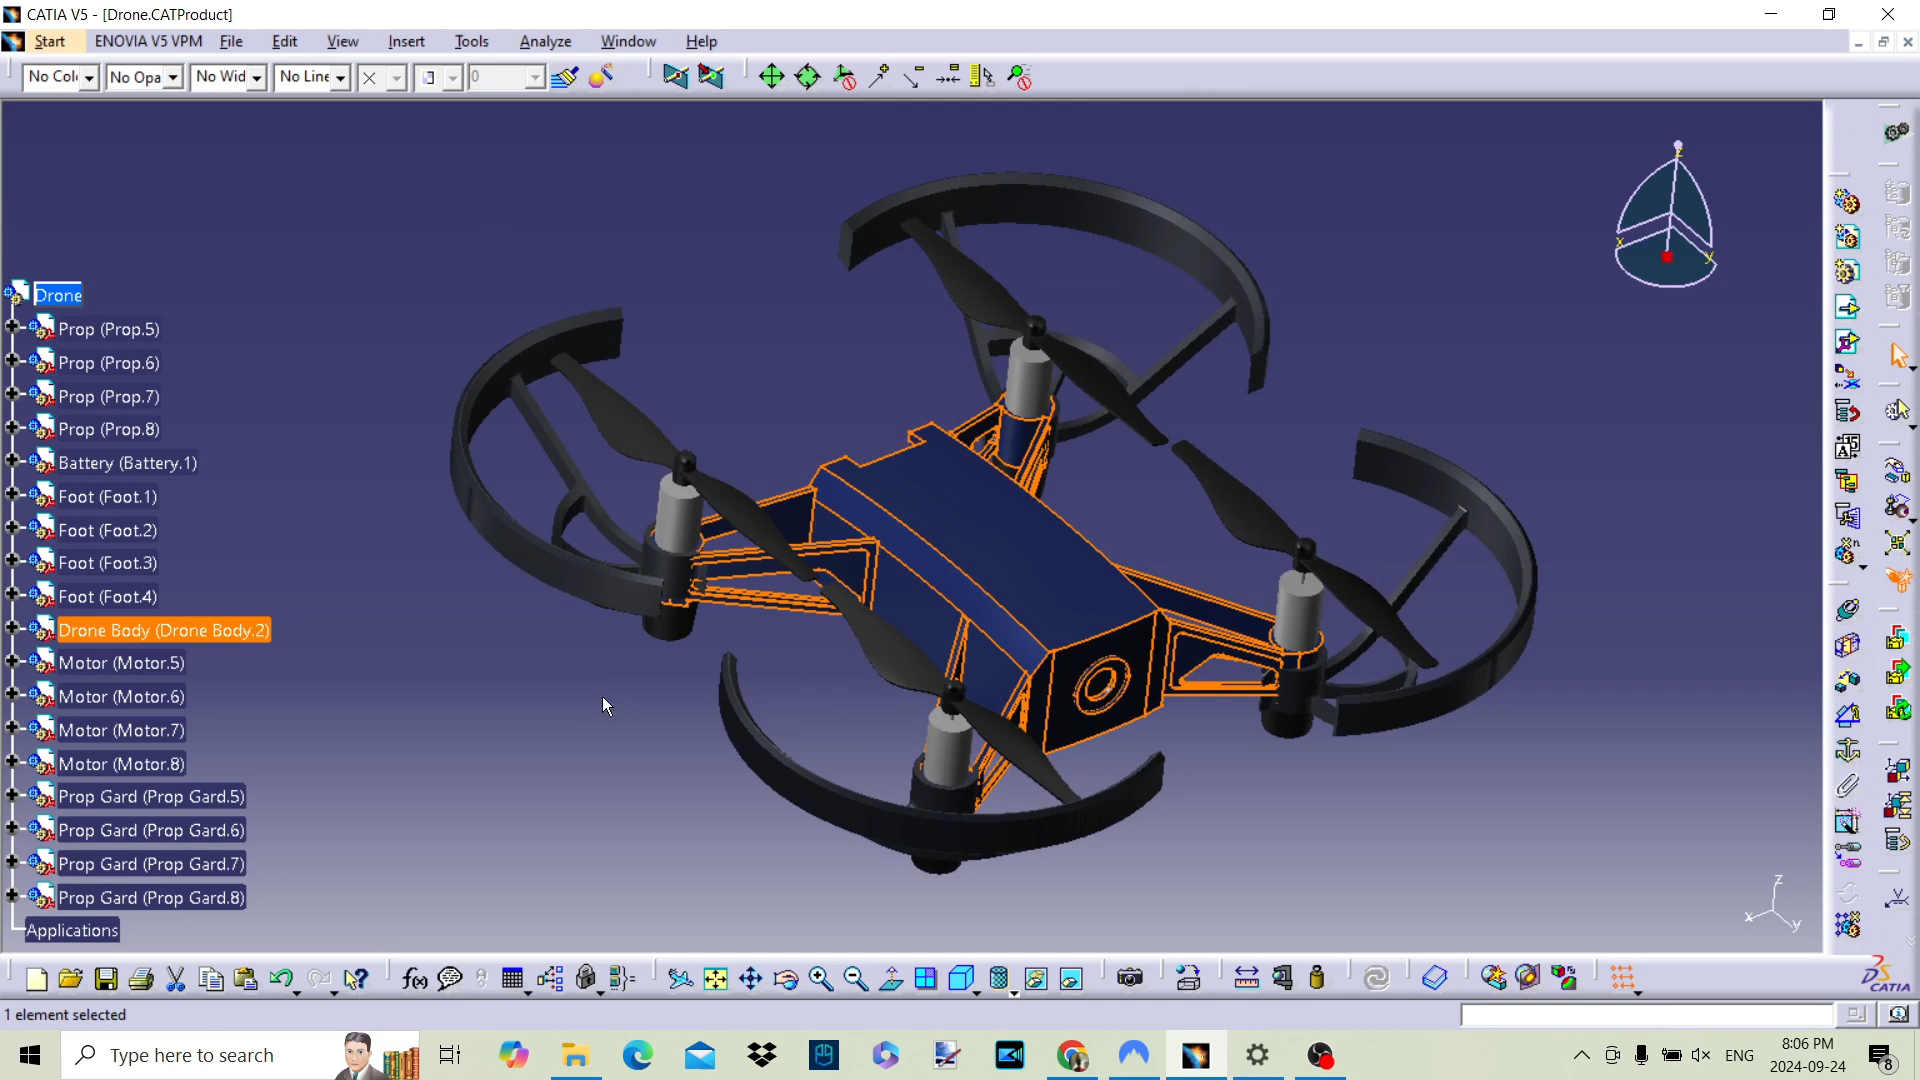 CATIA V5 - [Drone.CATProduct]
Start ENOVIA V5 VPM File Edit View Insert Tools Analyze Window Help
No Col No Opa No Wid No Line 0
z
x
y
Drone
Prop (Prop.5)
Prop (Prop.6)
Prop (Prop.7)
Prop (Prop.8)
Battery (Battery.1)
Foot (Foot.1)
Foot (Foot.2)
Foot (Foot.3)
Foot (Foot.4)
Drone Body (Drone Body.2)
Motor (Motor.5)
Motor (Motor.6)
Motor (Motor.7)
Motor (Motor.8)
Prop Gard (Prop Gard.5)
Prop Gard (Prop Gard.6)
Prop Gard (Prop Gard.7)
Prop Gard (Prop Gard.8)
Applications
z
x
y
f(x)
CATIA
1 element selected
Type here to search
ENG
8:06 PM
2024-09-24
8